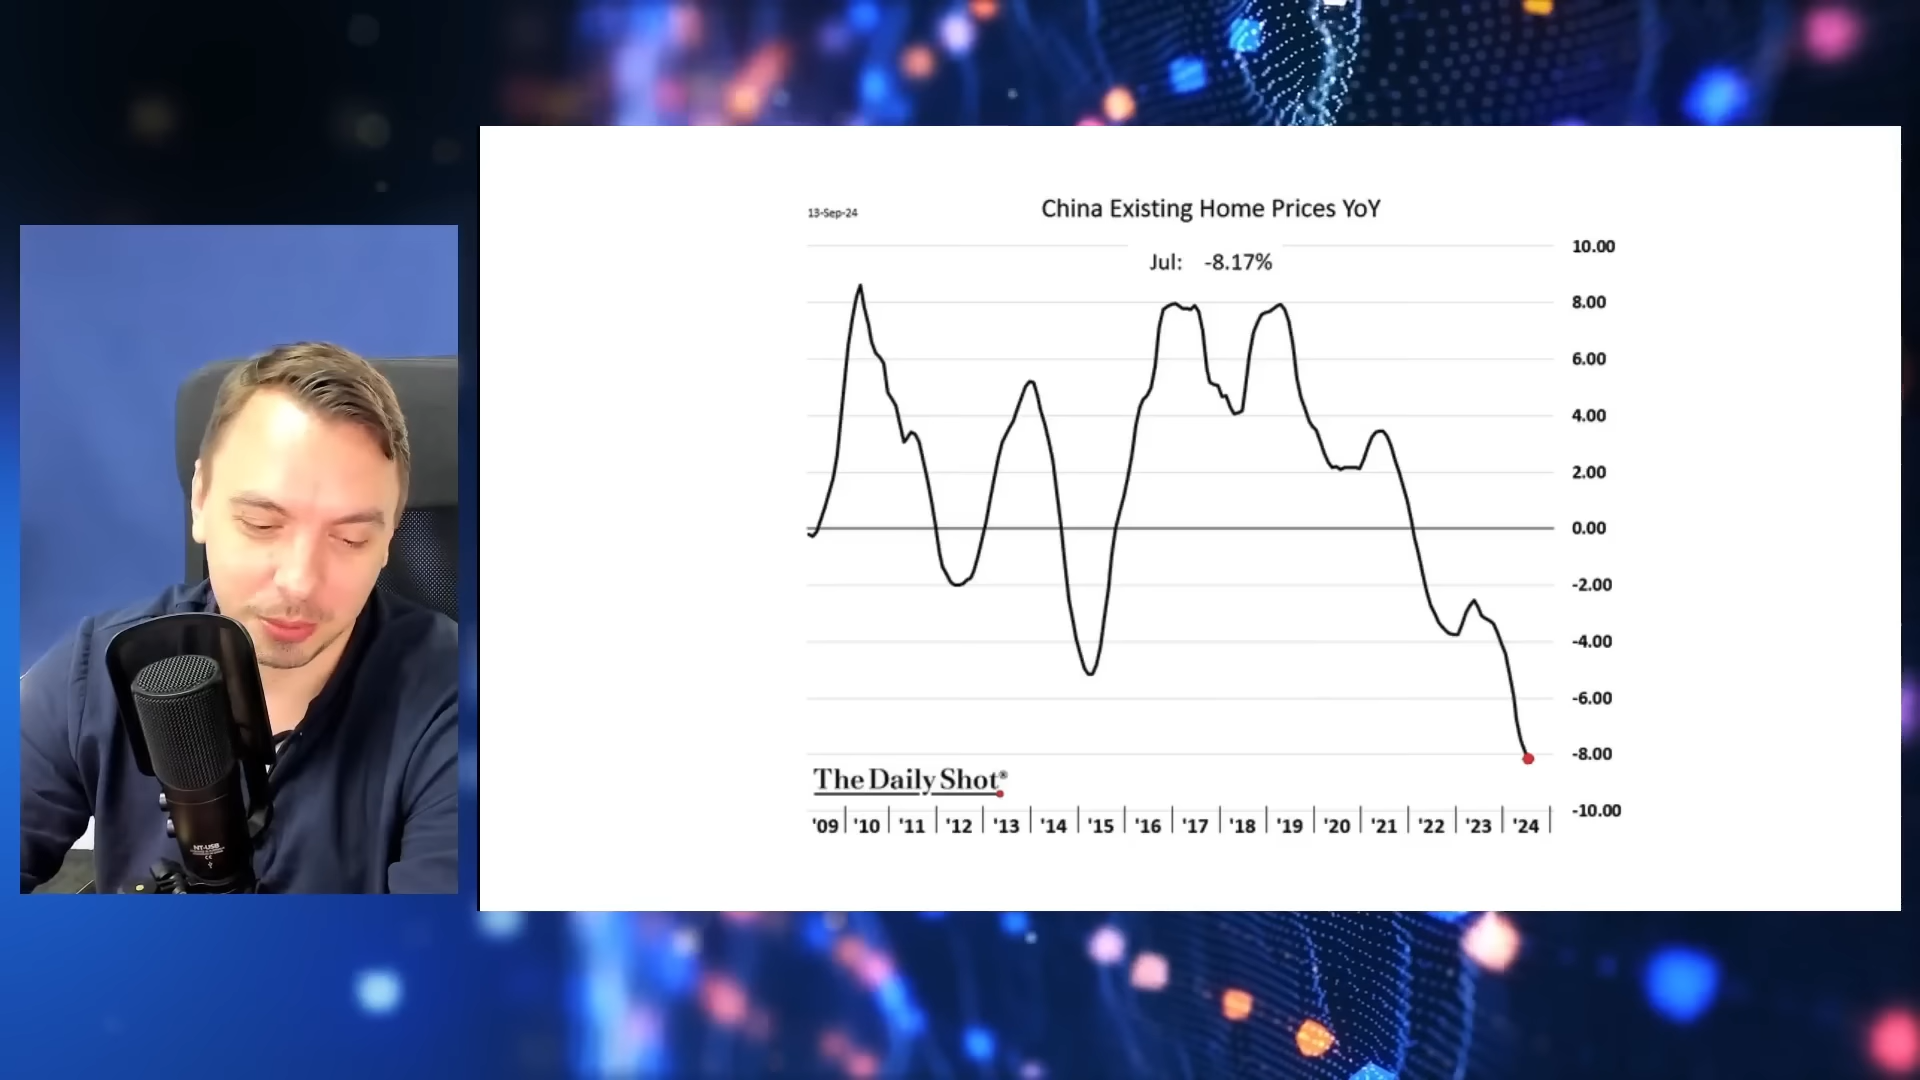 13-Sep-24
China Existing Home Prices YoY
Jul: -8.17%
10.00
8.00
6.00
4.00
2.00
0.00
-2.00
-4.00
-6.00
-8.00
-10.00
The Daily Shot®
'09 '10 '11 '12 '13 '14 '15 '16 '17 '18 '19 '20 '21 '22 '23 '24
NT-USB